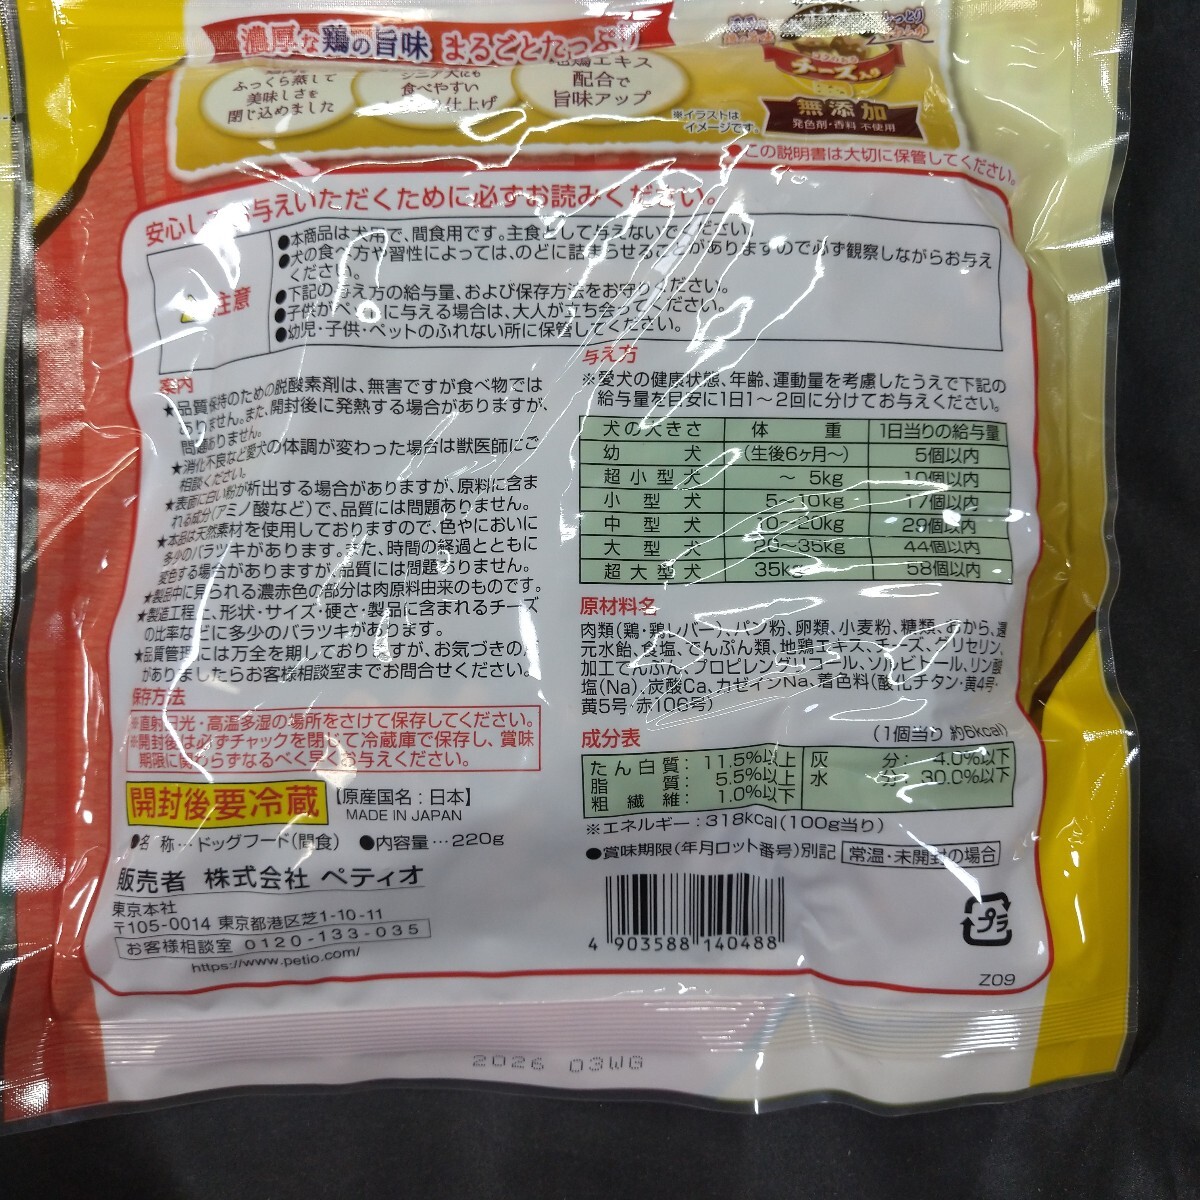 濃厚な鶏の旨味 まるごとたっぷり
ふっくら蒸して
美味しさを
閉じ込めました
シニア犬にも
食べやすい
仕上げ
地鶏エキス
配合で
旨味アップ
※イラストは
イメージです。
チーズ入り
無添加
発色剤・香料 不使用
●この説明書は大切に保管してください。
安心してお与えいただくために必ずお読みください。
注意
●本商品は犬用で、間食用です。主食として与えないでください。
●犬の食べ方や習性によっては、のどに詰まらせることがありますので必ず観察しながらお与え
ください。
●下記の与え方の給与量、および保存方法をお守りください。
●子供がペットに与える場合は、大人が立ち会ってください。
●幼児・子供・ペットのふれない所に保管してください。
案内
★品質保持のための脱酸素剤は、無害ですが食べ物では
ありません。また、開封後に発熱する場合がありますが、
問題ありません。
★消化不良など愛犬の体調が変わった場合は獣医師にご
相談ください。
★表面に白い粉が析出する場合がありますが、原料に含ま
れる成分(アミノ酸など)で、品質には問題ありません。
★本品は天然素材を使用しておりますので、色やにおいに
多少のバラツキがあります。また、時間の経過とともに
変色する場合がありますが、品質には問題ありません。
★製品中に見られる濃赤色の部分は肉原料由来のものです。
★製造工程上、形状・サイズ・硬さ・製品に含まれるチーズ
の比率などに多少のバラツキがあります。
★品質管理には万全を期しておりますが、お気づきの点
がありましたらお客様相談室までお問合せください。
保存方法
※直射日光・高温多湿の場所をさけて保存してください。
※開封後は必ずチャックを閉じて冷蔵庫で保存し、賞味
期限に関わらずなるべく早くお与えください。
開封後要冷蔵
【原産国名：日本】
MADE IN JAPAN
●名 称…ドッグフード(間食) ●内容量…220g
販売者 株式会社 ペティオ
東京本社
〒105-0014 東京都港区芝1-10-11
お客様相談室 0120-133-035
https://www.petio.com/
与え方
※愛犬の健康状態、年齢、運動量を考慮したうえで下記の
給与量を目安に1日1～2回に分けてお与えください。
犬の大きさ 体 重 1日当りの給与量
幼 犬 (生後6ヶ月～) 5個以内
超小型犬 ～ 5kg 10個以内
小 型 犬 5～10kg 17個以内
中 型 犬 10～20kg 29個以内
大 型 犬 20～35kg 44個以内
超大型犬 35kg 58個以内
原材料名
肉類(鶏・鶏レバー)、パン粉、卵類、小麦粉、糖類、おから、還
元水飴、食塩、でんぷん類、地鶏エキス、チーズ、グリセリン、
加工でんぷん、プロピレングリコール、ソルビトール、リン酸
塩(Na)、炭酸Ca、カゼインNa、着色料(酸化チタン・黄4号・
黄5号・赤106号)
成分表 (1個当り 約6kcal)
たん白質： 11.5%以上 灰 分： 4.0%以下
脂 質： 5.5%以上 水 分： 30.0%以下
粗 繊 維： 1.0%以下
※エネルギー：318kcal(100g当り)
●賞味期限(年月ロット番号)別記 常温・未開封の場合
4 903588 140488
プラ
Z09
2026 03WG